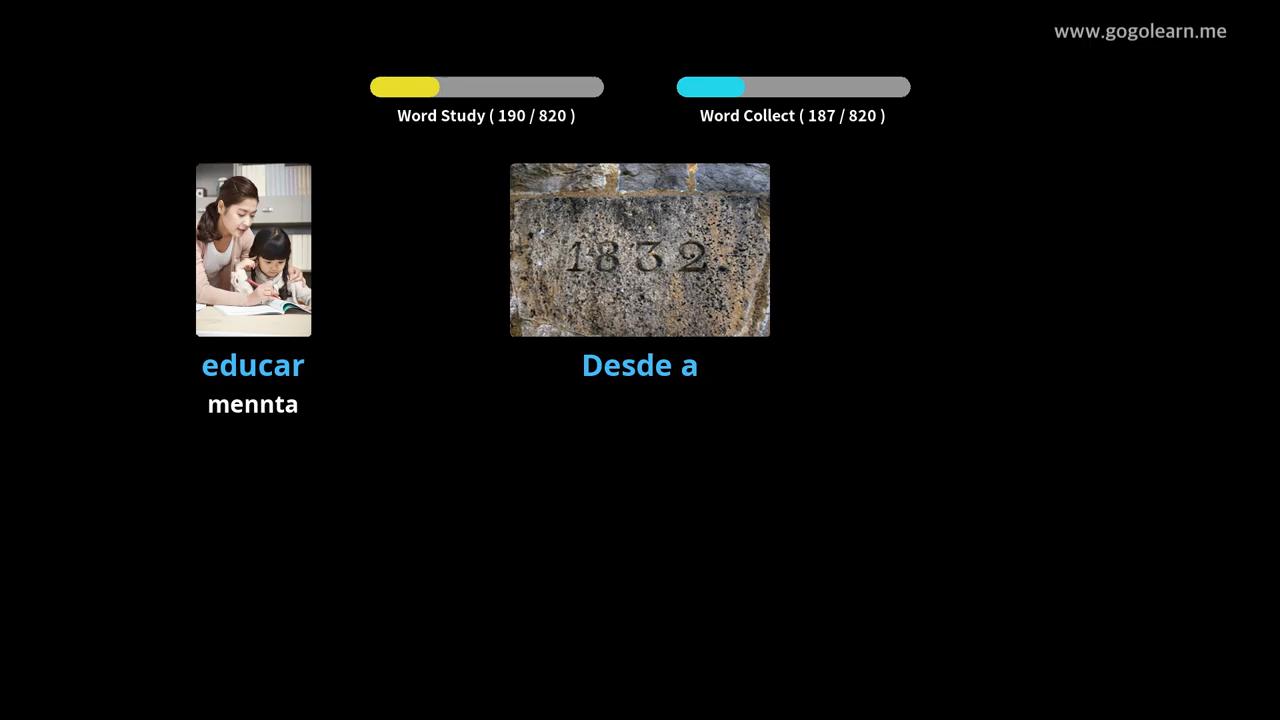 www.gogolearn.me
Word Study ( 190 / 820 )
Word Collect ( 187 / 820 )
1832.
educar
mennta
Desde a